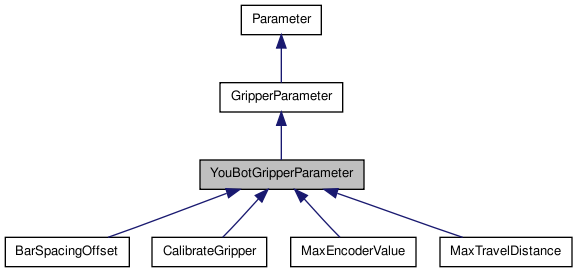 Parameter
GripperParameter
YouBotGripperParameter
BarSpacingOffset
CalibrateGripper
MaxEncoderValue
MaxTravelDistance